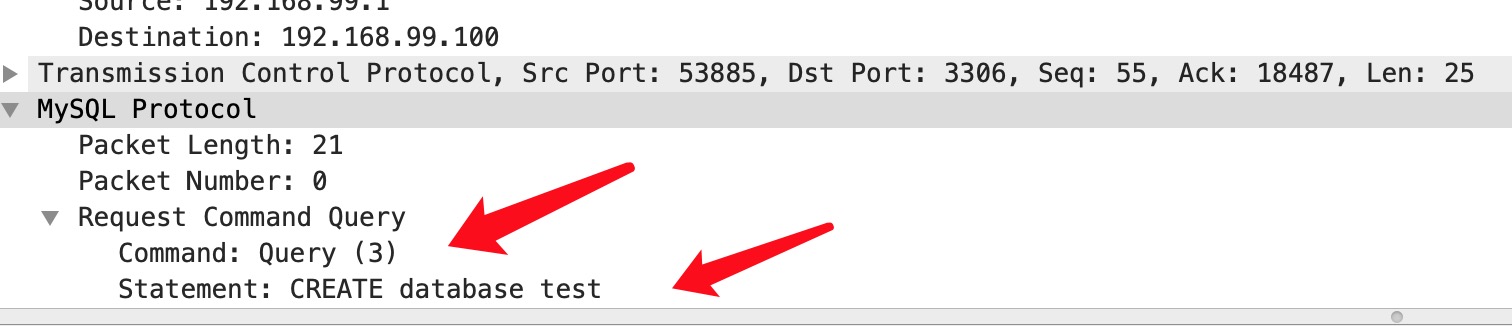 Source: 192.168.99.1
Destination: 192.168.99.100
Transmission Control Protocol, Src Port: 53885, Dst Port: 3306, Seq: 55, Ack: 18487, Len: 25
MySQL Protocol
Packet Length: 21
Packet Number: 0
Request Command Query
Command: Query (3)
Statement: CREATE database test